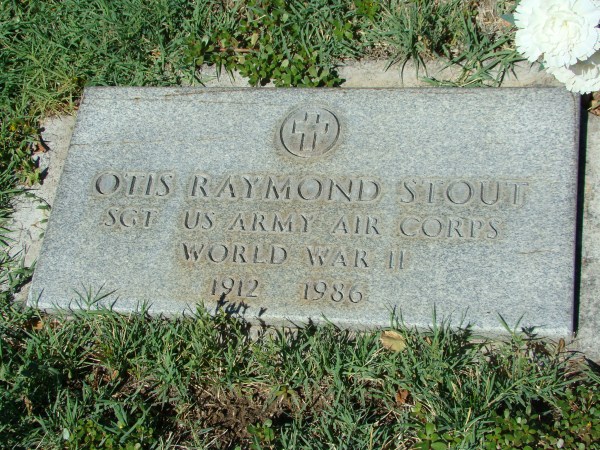 OTIS RAYMOND STOUT
SGT US ARMY AIR CORPS
WORLD WAR II
1912 1986